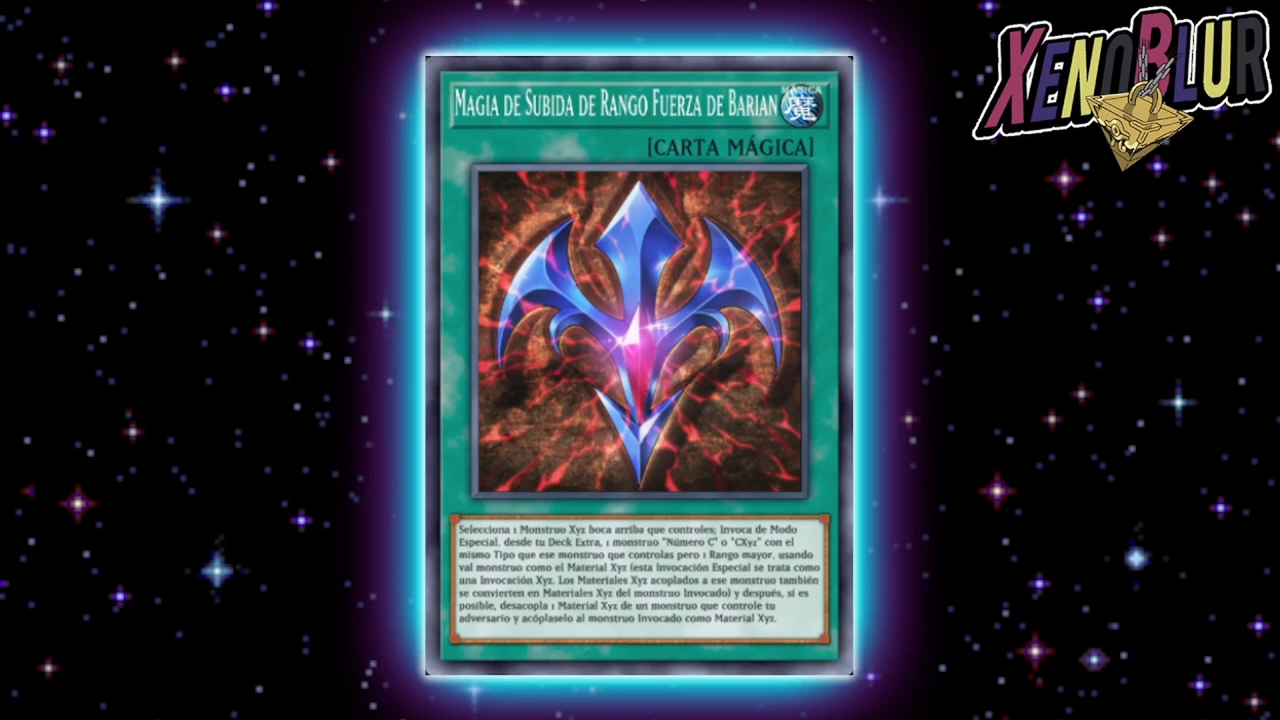 XENOBLUR
MAGIA DE SUBIDA DE RANGO FUERZA DE BARIAN
MÁGICA
魔
[CARTA MÁGICA]
Selecciona 1 Monstruo Xyz boca arriba que controles; Invoca de Modo
Especial, desde tu Deck Extra, 1 monstruo "Número C" o "CXyz" con el
mismo Tipo que ese monstruo que controlas pero 1 Rango mayor, usando
val monstruo como el Material Xyz (esta Invocación Especial se trata como
una Invocación Xyz. Los Materiales Xyz acoplados a ese monstruo también
se convierten en Materiales Xyz del monstruo Invocado) y después, si es
posible, desacopla 1 Material Xyz de un monstruo que controle tu
adversario y acóplaselo al monstruo Invocado como Material Xyz.